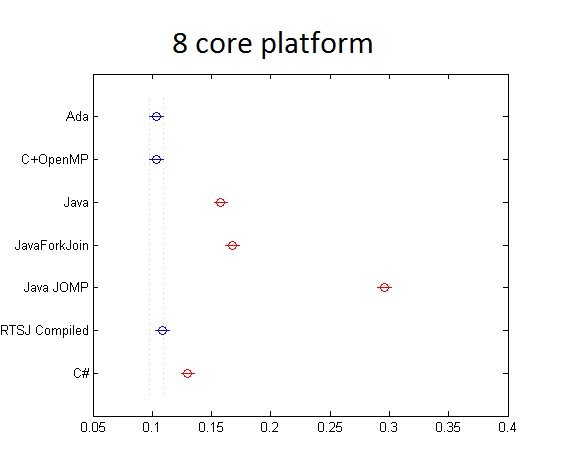 8 core platform
Ada
C+OpenMP
Java
JavaForkJoin
Java JOMP
RTSJ Compiled
C#
0.05 0.1 0.15 0.2 0.25 0.3 0.35 0.4